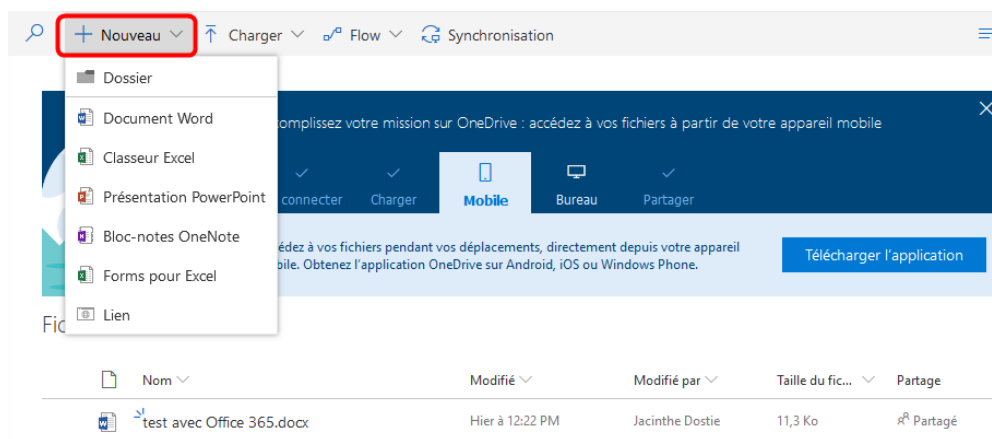 Nouveau Charger Flow Synchronisation
Dossier
Document Word
Classeur Excel
Présentation PowerPoint
Bloc-notes OneNote
Forms pour Excel
Lien
complissez votre mission sur OneDrive : accédez à vos fichiers à partir de votre appareil mobile
connecter Charger Mobile Bureau Partager
édez à vos fichiers pendant vos déplacements, directement depuis votre appareil
bile. Obtenez l'application OneDrive sur Android, iOS ou Windows Phone.
Télécharger l'application
Fic
Nom Modifié Modifié par Taille du fic... Partage
test avec Office 365.docx Hier à 12:22 PM Jacinthe Dostie 11,3 Ko Partagé